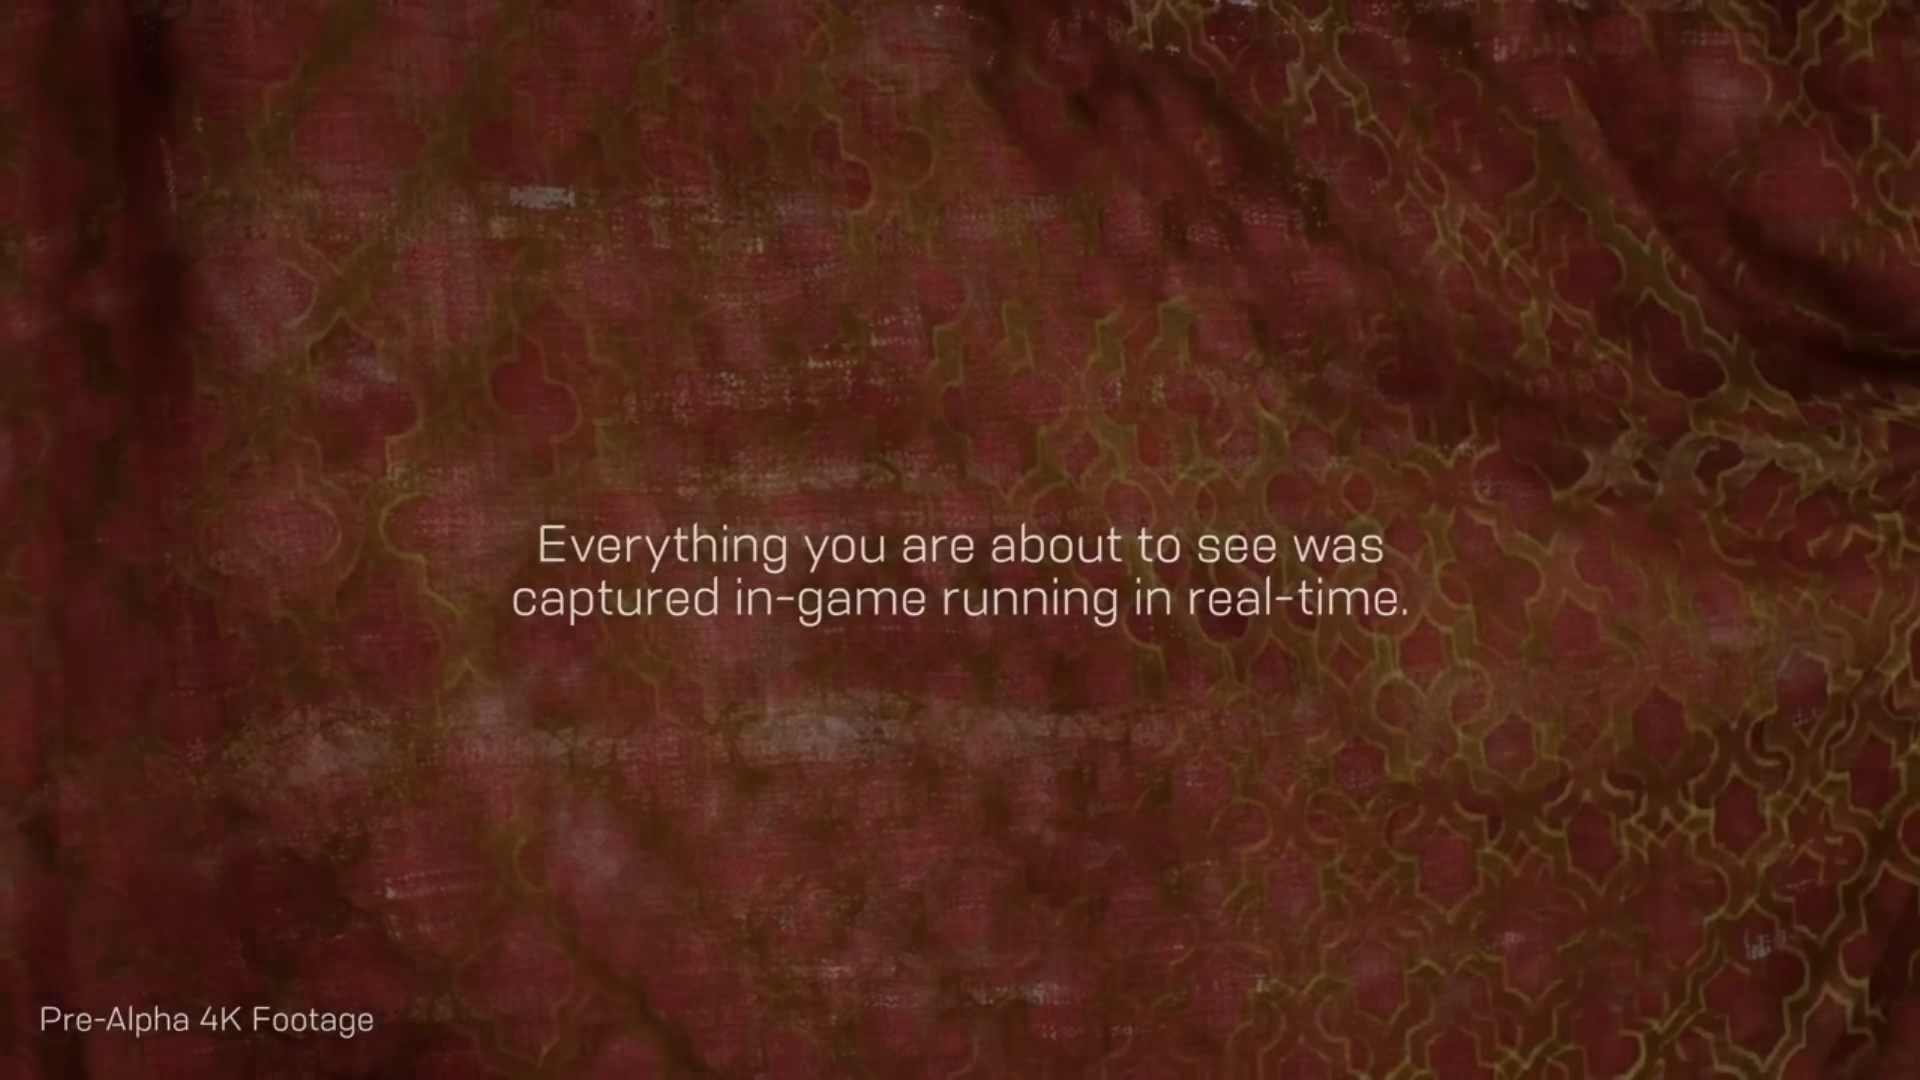 Everything you are about to see was
captured in-game running in real-time.
Pre-Alpha 4K Footage